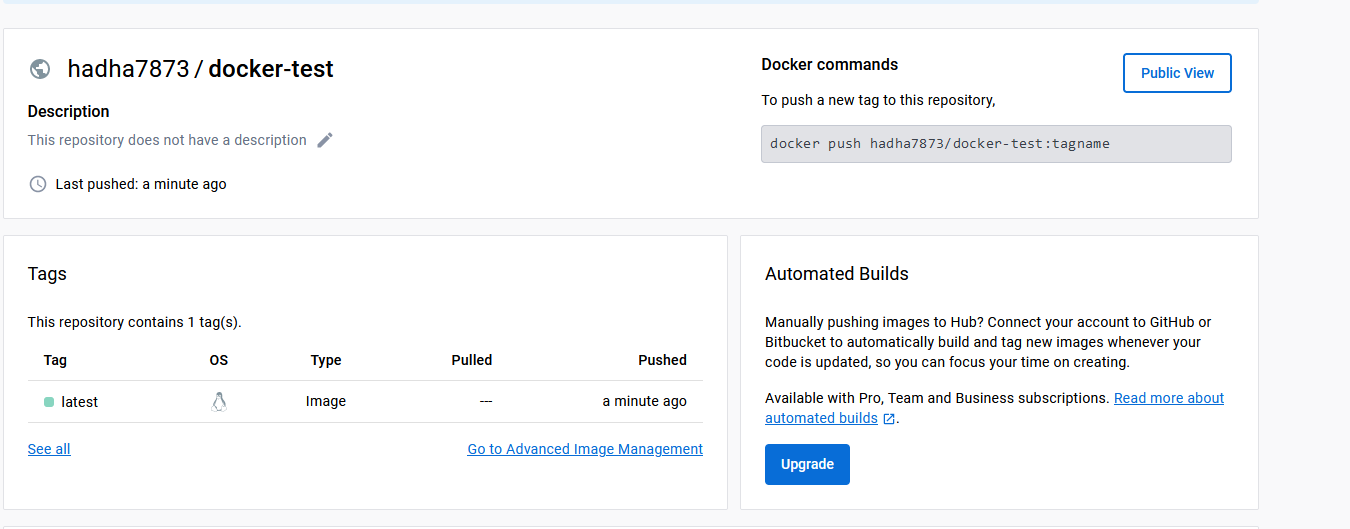 hadha7873 / docker-test
Description
This repository does not have a description
Last pushed: a minute ago
Docker commands
Public View
To push a new tag to this repository,
docker push hadha7873/docker-test:tagname
Tags
This repository contains 1 tag(s).
Tag OS Type Pulled Pushed
latest Image --- a minute ago
See all Go to Advanced Image Management
Automated Builds
Manually pushing images to Hub? Connect your account to GitHub or
Bitbucket to automatically build and tag new images whenever your
code is updated, so you can focus your time on creating.
Available with Pro, Team and Business subscriptions. Read more about
automated builds .
Upgrade